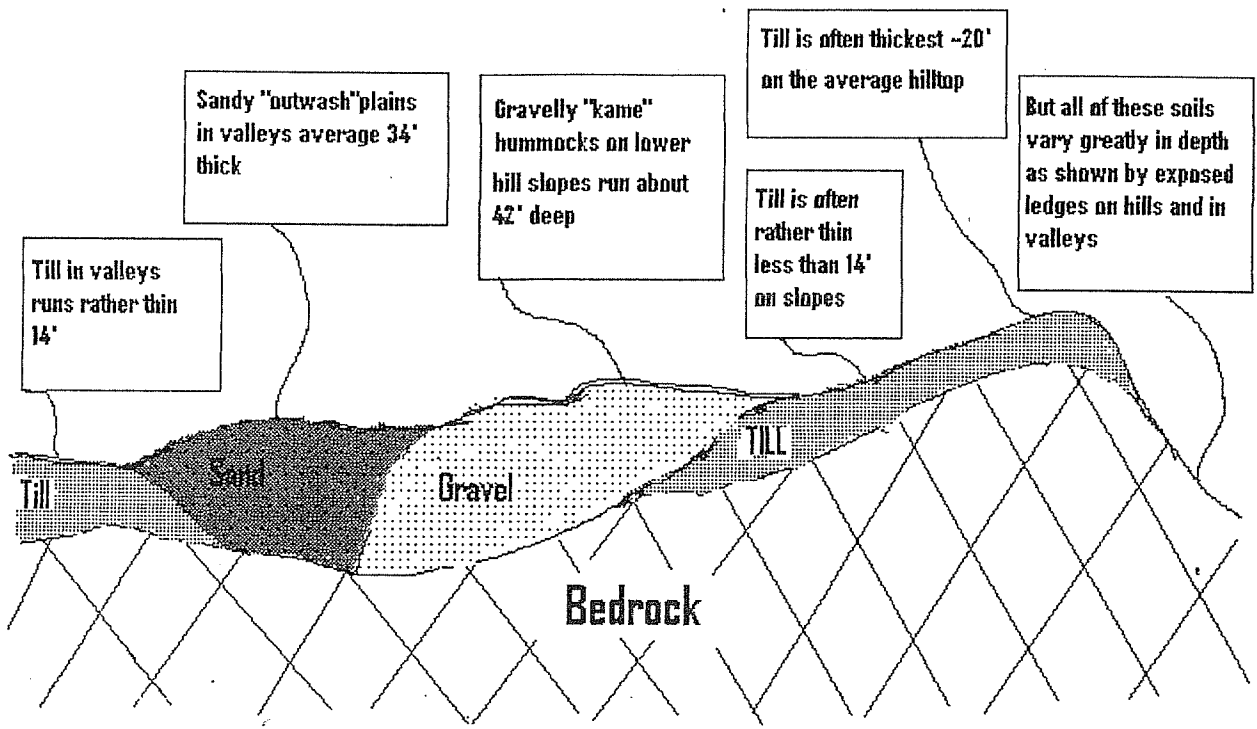 Till is often thickest ~20'
on the average hilltop
Sandy "outwash"plains
in valleys average 34'
thick
Gravelly "kame"
hummocks on lower
hill slopes run about
42' deep
But all of these soils
vary greatly in depth
as shown by exposed
ledges on hills and in
valleys
Till is often
rather thin
less than 14'
on slopes
Till in valleys
runs rather thin
14'
TILL
Sand
Till
Gravel
Bedrock